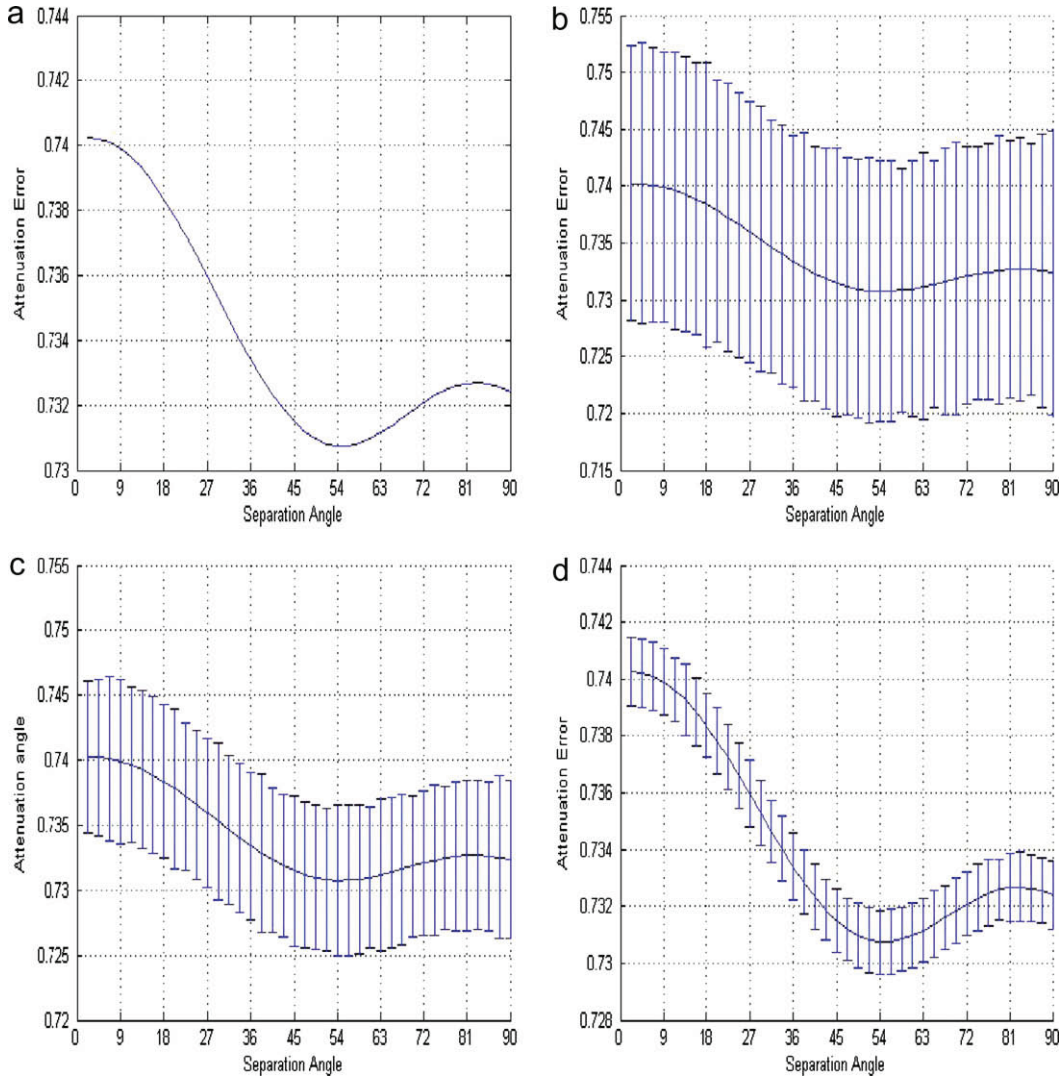 a
0.744
0.742
0.74
0.738
0.736
0.734
0.732
0.73
Attenuation Error
0 9 18 27 36 45 54 63 72 81 90
Separation Angle
b
0.755
0.75
0.745
0.74
0.735
0.73
0.725
0.72
0.715
Attenuation Error
0 9 18 27 36 45 54 63 72 81 90
Separation Angle
c
0.755
0.75
0.745
0.74
0.735
0.73
0.725
0.72
Attenuation angle
0 9 18 27 36 45 54 63 72 81 90
Separation Angle
d
0.744
0.742
0.74
0.738
0.736
0.734
0.732
0.73
0.728
Attenuation Error
0 9 18 27 36 45 54 63 72 81 90
Separation Angle